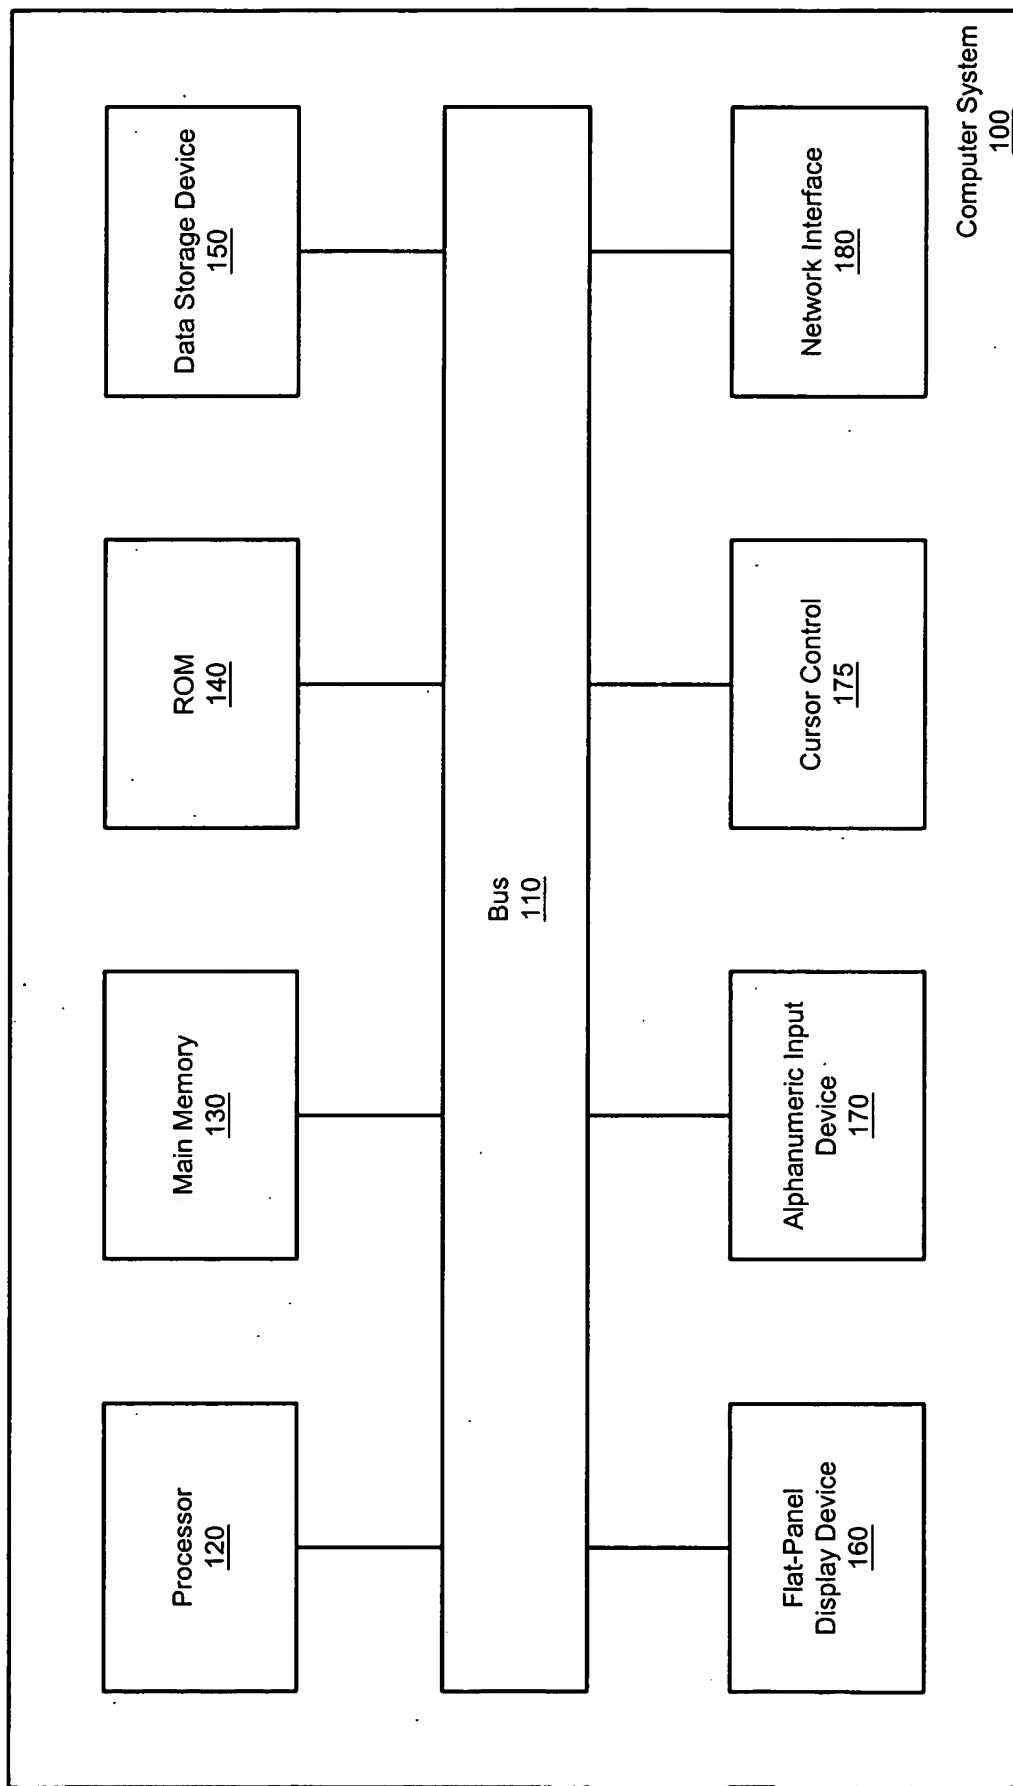 Processor
120
Main Memory
130
ROM
140
Data Storage Device
150
Bus
110
Flat-Panel
Display Device
160
Alphanumeric Input
Device
170
Cursor Control
175
Network Interface
180
Computer System
100